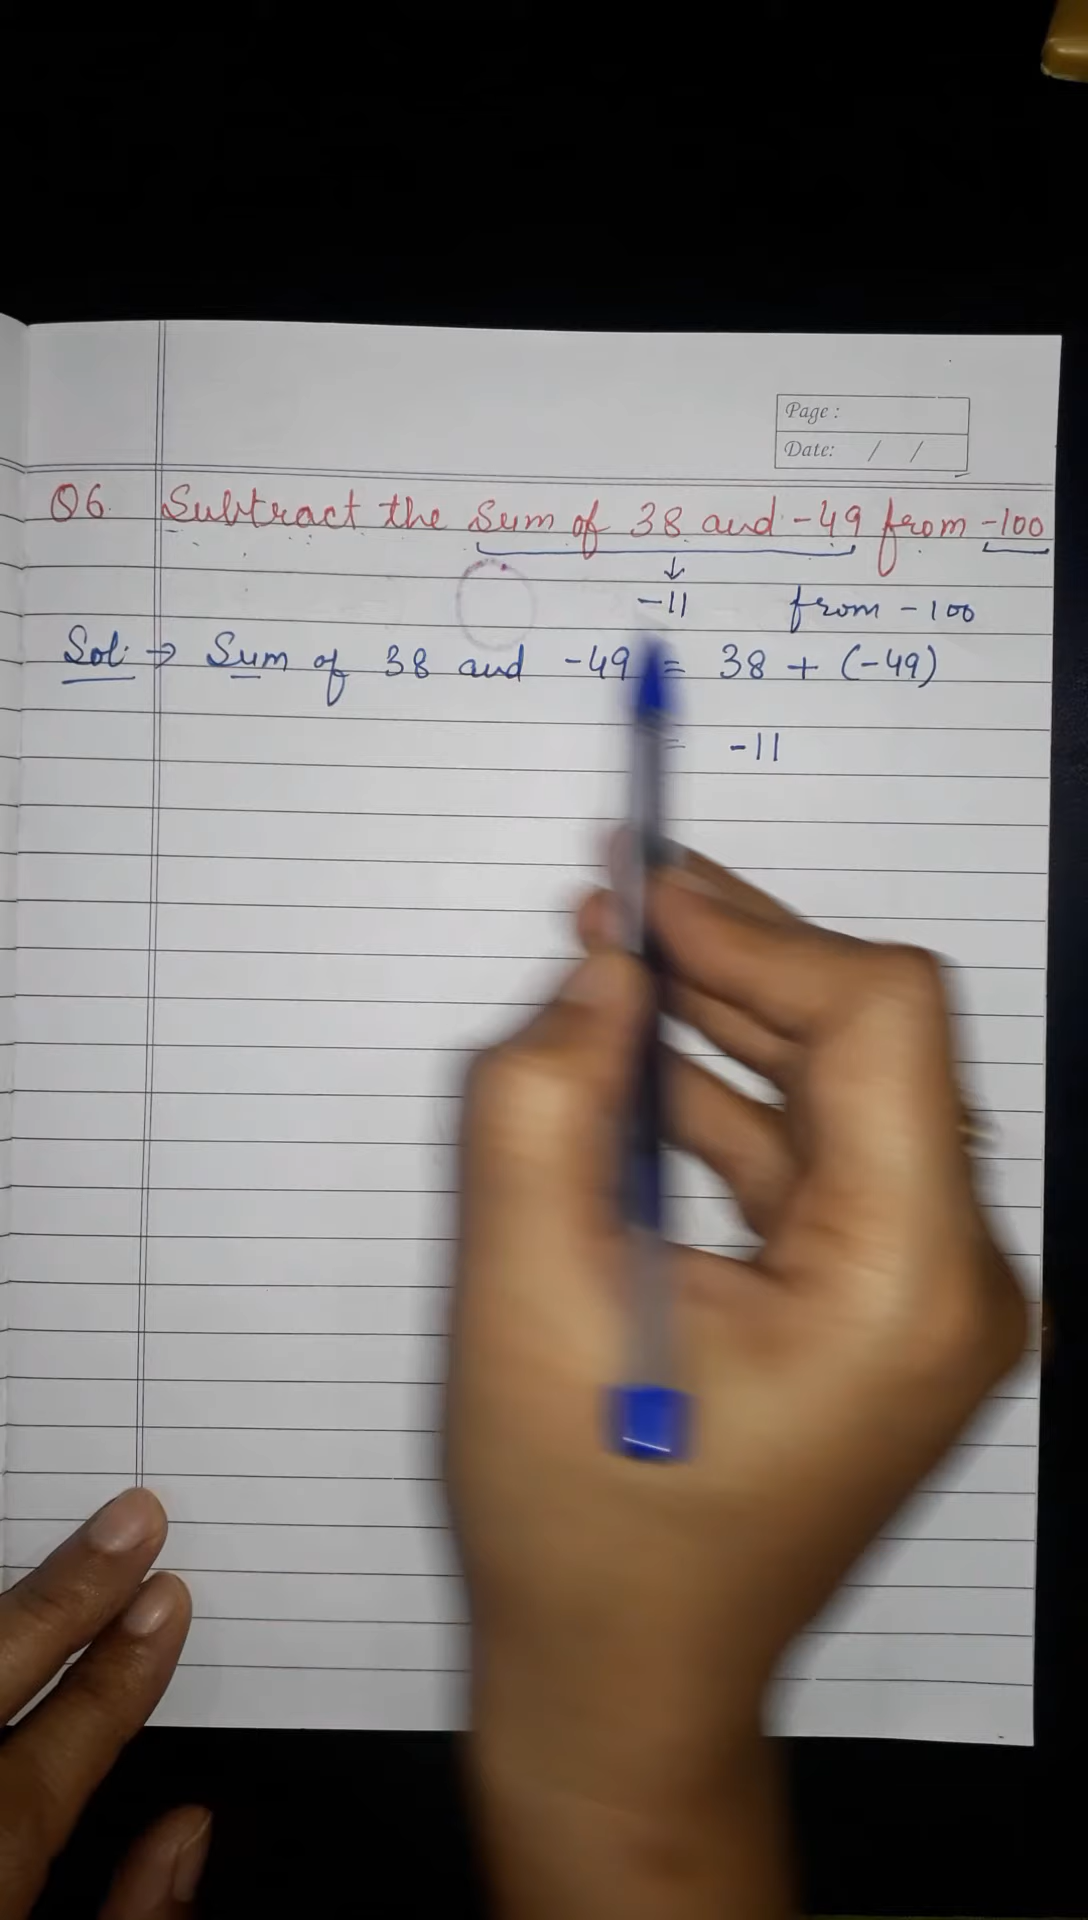 Page :
Date: / /
Q6. Subtract the Sum of 38 and -49 from -100
↓
-11 from -100
Sol: → Sum of 38 and -49 = 38 + (-49)
= -11